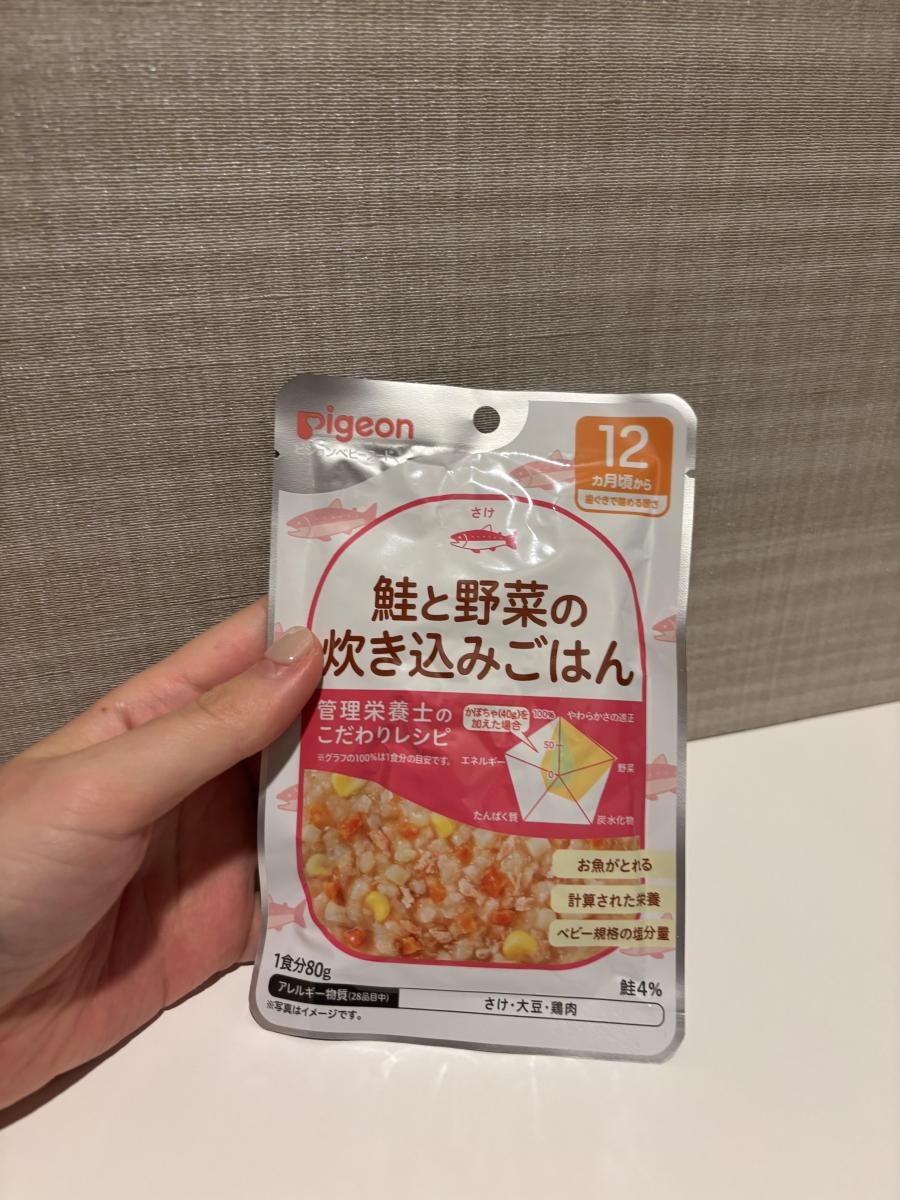 Pigeon
ピジョンベビーフード
12
カ月頃から
歯ぐきで噛める固さ
さけ
鮭と野菜の
炊き込みごはん
管理栄養士の
こだわりレシピ
※グラフの100%は1食分の目安です。
かぼちゃ(40g)を
加えた場合
100%
やわらかさの適正
50
0
エネルギー
野菜
たんぱく質
炭水化物
お魚がとれる
計算された栄養
ベビー規格の塩分量
1食分80g
鮭4%
アレルギー物質(28品目中)
さけ・大豆・鶏肉
※写真はイメージです。